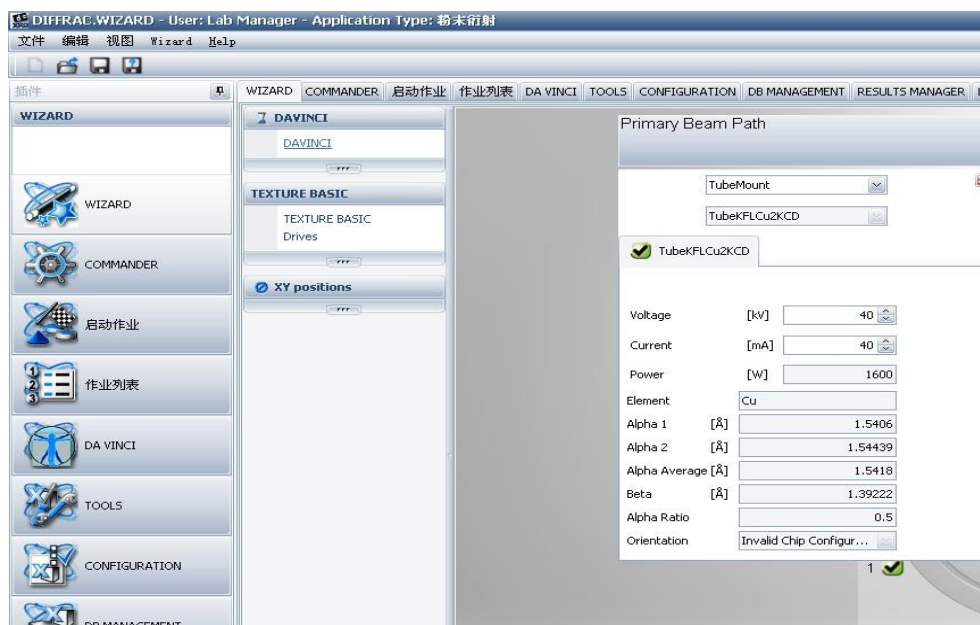 DIFFRAC.WIZARD - User: Lab Manager - Application Type: 粉末衍射
文件 编辑 视图 Wizard Help
插件
WIZARD COMMANDER 启动作业 作业列表 DA VINCI TOOLS CONFIGURATION DB MANAGEMENT RESULTS MANAGER
WIZARD
WIZARD
COMMANDER
启动作业
作业列表
DA VINCI
TOOLS
CONFIGURATION
DB MANAGEMENT
DAVINCI
DAVINCI
TEXTURE BASIC
TEXTURE BASIC
Drives
XY positions
Primary Beam Path
TubeMount
TubeKFLCu2KCD
TubeKFLCu2KCD
Voltage [kV] 40
Current [mA] 40
Power [W] 1600
Element Cu
Alpha 1 [Å] 1.5406
Alpha 2 [Å] 1.54439
Alpha Average [Å] 1.5418
Beta [Å] 1.39222
Alpha Ratio 0.5
Orientation Invalid Chip Configur...
1